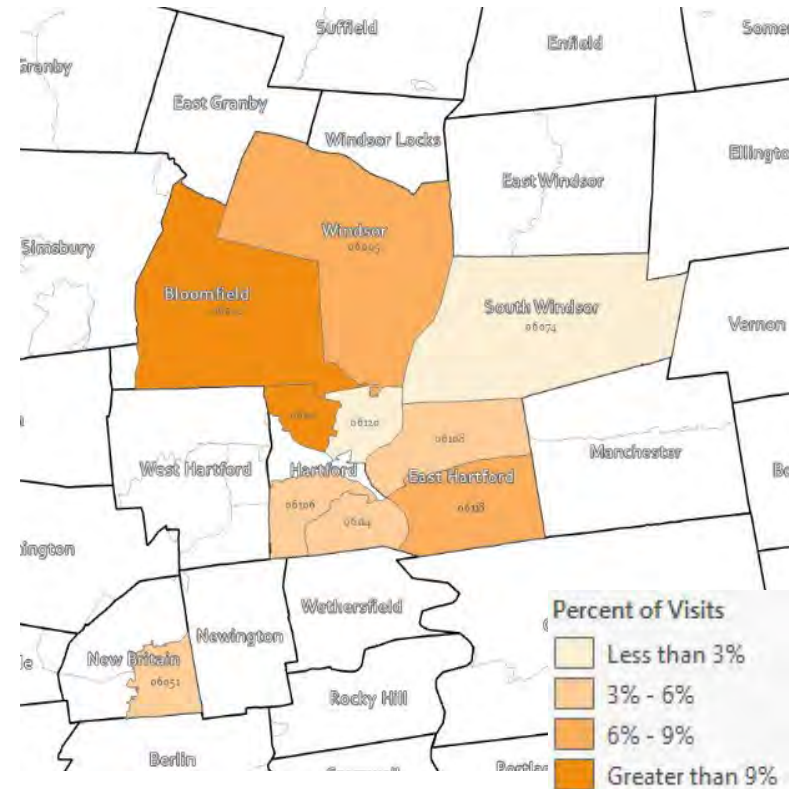 Suffield
Enfield
Granby
East Granby
Windsor Locks
East Windsor
Windsor
06095
Simsbury
Bloomfield
South Windsor
06074
Vernon
06120
06108
West Hartford
Hartford
East Hartford
Manchester
06106
06114
06118
Wethersfield
Newington
New Britain
06051
Rocky Hill
Berlin
Percent of Visits
Less than 3%
3% - 6%
6% - 9%
Greater than 9%